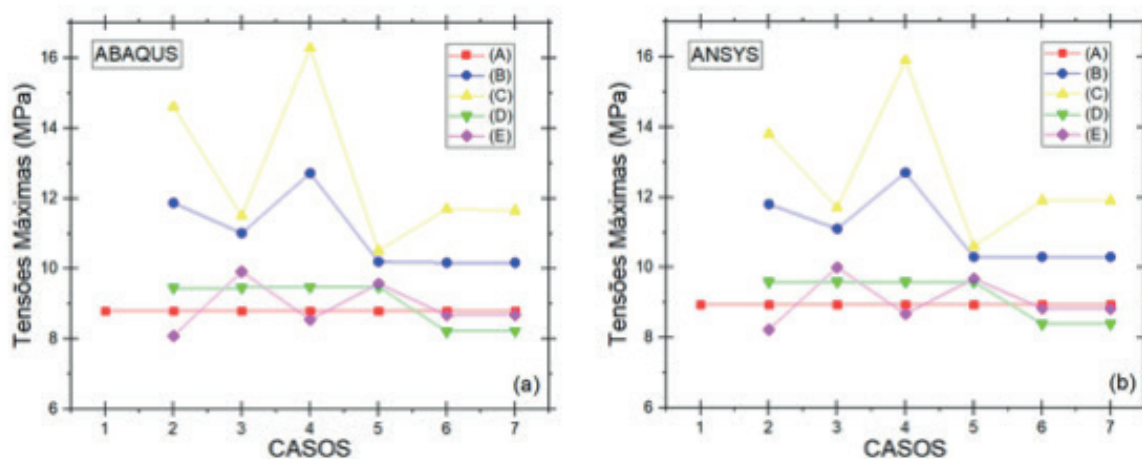 ABAQUS
(A)
(B)
(C)
(D)
(E)
Tensões Máximas (MPa)
16
14
12
10
8
6
1 2 3 4 5 6 7
CASOS
(a)
ANSYS
(A)
(B)
(C)
(D)
(E)
Tensões Máximas (MPa)
16
14
12
10
8
6
1 2 3 4 5 6 7
CASOS
(b)